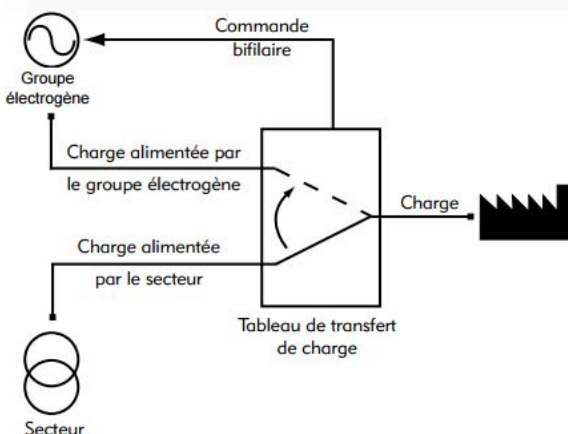 Commande
bifilaire
Groupe
électrogène
Charge alimentée par
le groupe électrogène
Charge
Charge alimentée
par le secteur
Tableau de transfert
de charge
Secteur